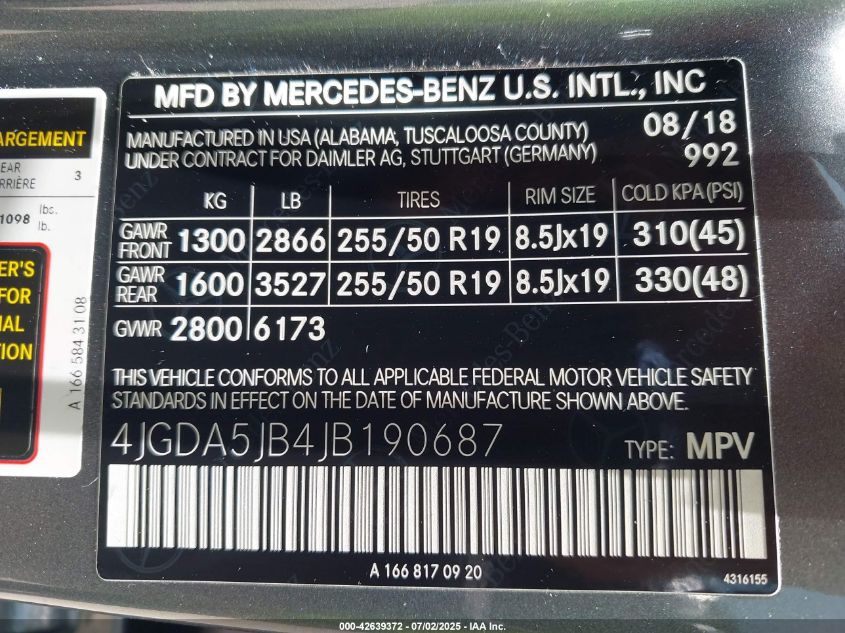 ARGEMENT
EAR
RRIÈRE 3
1098 lbs.
lb.
ER'S
FOR
IAL
TION
A 166 584 31 08
MFD BY MERCEDES-BENZ U.S. INTL., INC
MANUFACTURED IN USA (ALABAMA, TUSCALOOSA COUNTY) 08/18
UNDER CONTRACT FOR DAIMLER AG, STUTTGART (GERMANY) 992
KG LB TIRES RIM SIZE COLD KPA(PSI)
GAWR FRONT 1300 2866 255/50 R19 8.5Jx19 310(45)
GAWR REAR 1600 3527 255/50 R19 8.5Jx19 330(48)
GVWR 2800 6173
THIS VEHICLE CONFORMS TO ALL APPLICABLE FEDERAL MOTOR VEHICLE SAFETY
STANDARDS IN EFFECT ON THE DATE OF MANUFACTURE SHOWN ABOVE.
4JGDA5JB4JB190687 TYPE: MPV
A 166 817 09 20
4316155
000-42639372 - 07/02/2025 - © IAA Inc.